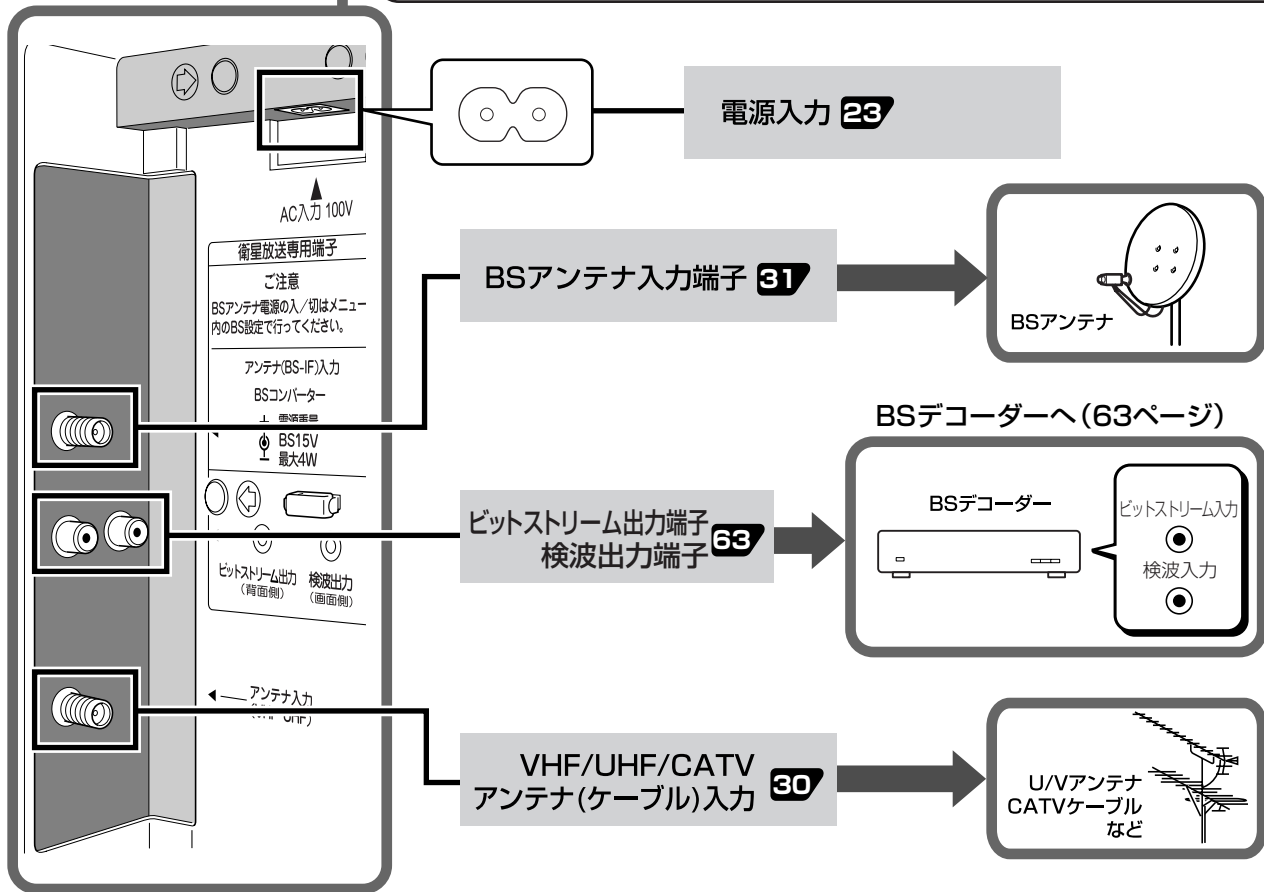 電源入力 23
AC入力 100V
衛星放送専用端子
ご注意
BSアンテナ電源の入／切はメニュー
内のBS設定で行ってください。
アンテナ(BS-IF)入力
BSコンバーター
電源重畳
BS15V
最大4W
ビットストリーム出力
(背面側)
検波出力
(画面側)
アンテナ入力
BSアンテナ入力端子 31
BSアンテナ
BSデコーダーへ(63ページ)
ビットストリーム出力端子
検波出力端子
63
BSデコーダー
ビットストリーム入力
検波入力
VHF/UHF/CATV
アンテナ(ケーブル)入力
30
U/Vアンテナ
CATVケーブル
など